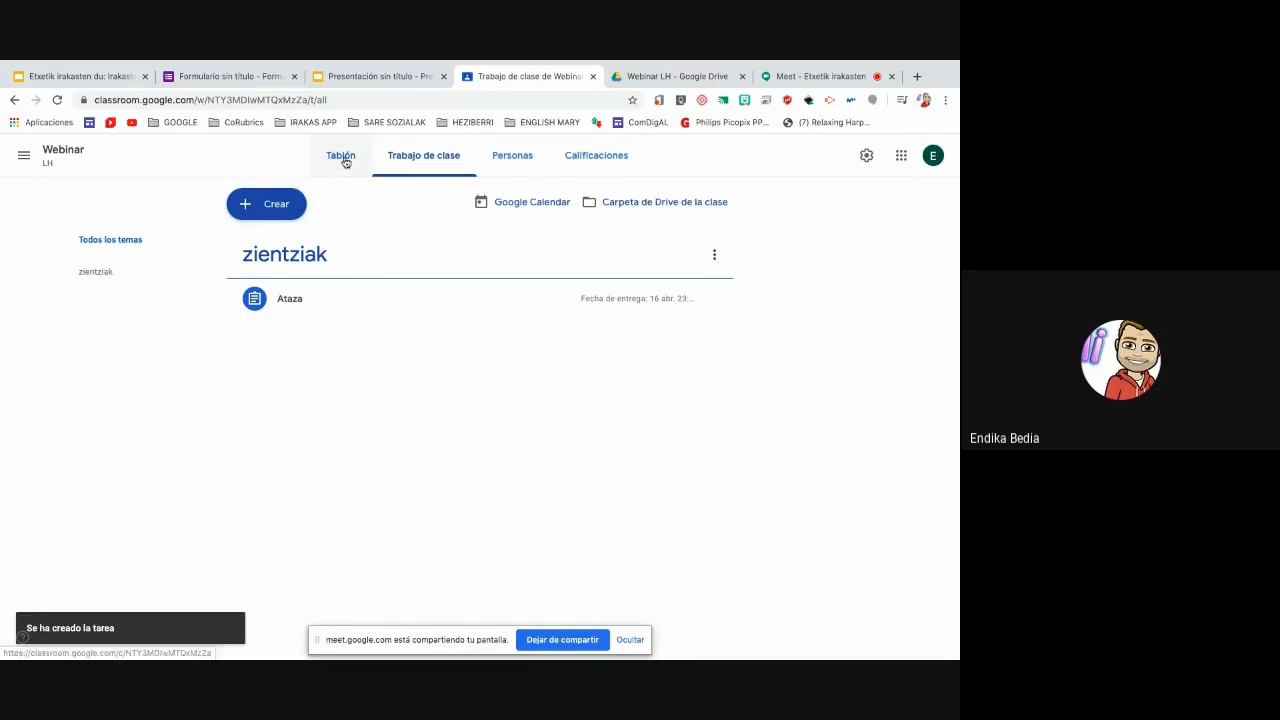 Etxetik irakasten du: Irakasle
Formulario sin título - Formu
Presentación sin título - Pre
Trabajo de clase de Webinar
Webinar LH - Google Drive
Meet - Etxetik irakasten
classroom.google.com/w/NTY3MDIwMTQxMzZa/t/all
Aplicaciones
GOOGLE
CoRubrics
IRAKAS APP
SARE SOZIALAK
HEZIBERRI
ENGLISH MARY
ComDigAL
Philips Picopix PP...
(7) Relaxing Harp...
Webinar
LH
Tablón
Trabajo de clase
Personas
Calificaciones
E
Crear
Google Calendar
Carpeta de Drive de la clase
Todos los temas
zientziak
zientziak
Ataza
Fecha de entrega: 16 abr. 23:...
Endika Bedia
Se ha creado la tarea
meet.google.com está compartiendo tu pantalla.
Dejar de compartir
Ocultar
https://classroom.google.com/c/NTY3MDIwMTQxMzZa